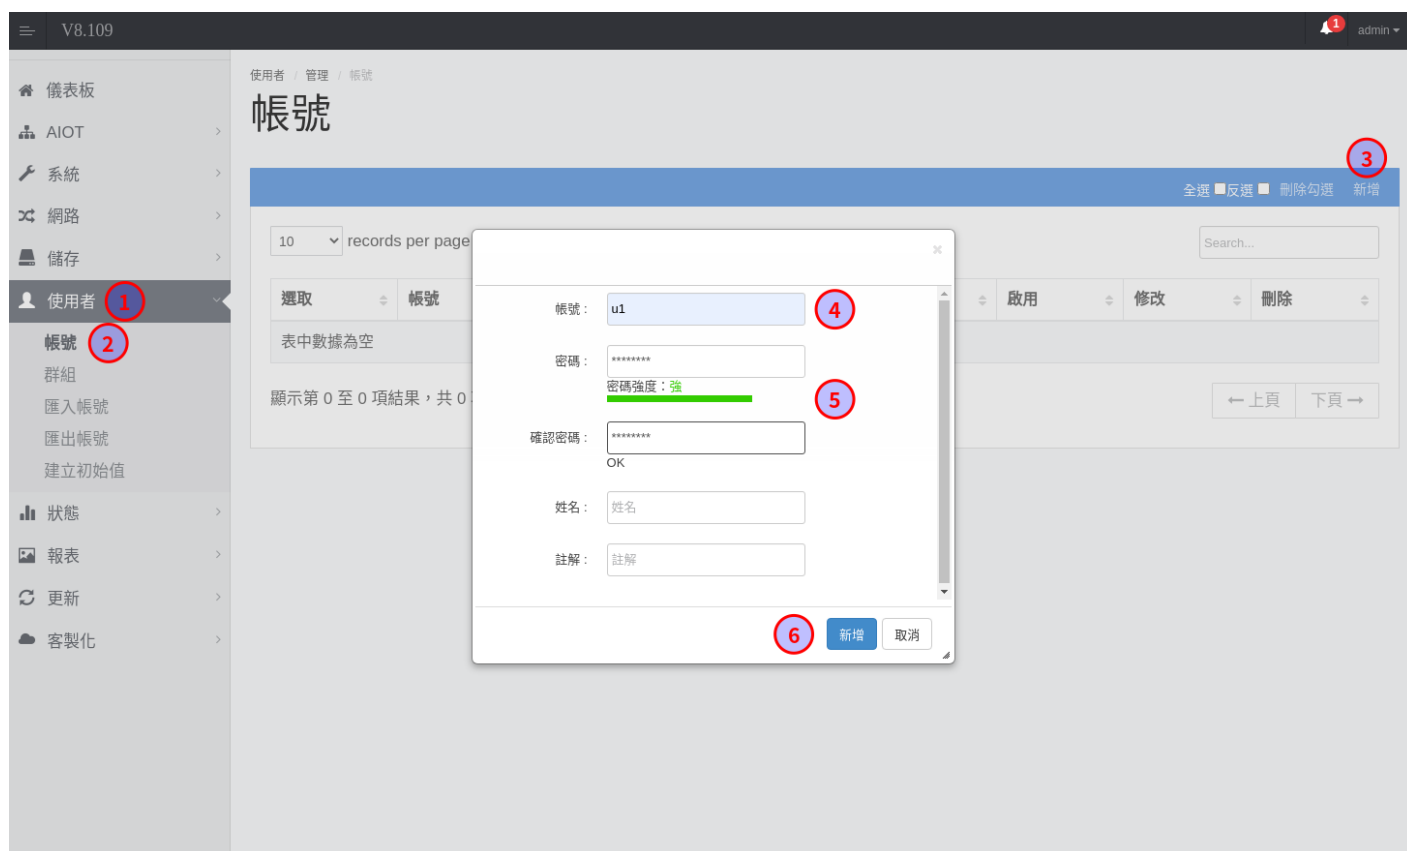 V8.109
1
admin
儀表板
AIOT
系統
網路
儲存
使用者 1
帳號 2
群組
匯入帳號
匯出帳號
建立初始值
狀態
報表
更新
客製化
使用者 / 管理 / 帳號
帳號
3
全選 反選 刪除勾選 新增
10 records per page
Search...
選取 帳號 啟用 修改 刪除
表中數據為空
顯示第 0 至 0 項結果，共 0
←上頁 下頁→
×
帳號： u1 4
密碼： ********
密碼強度：強
5
確認密碼： ********
OK
姓名： 姓名
註解： 註解
6 新增 取消